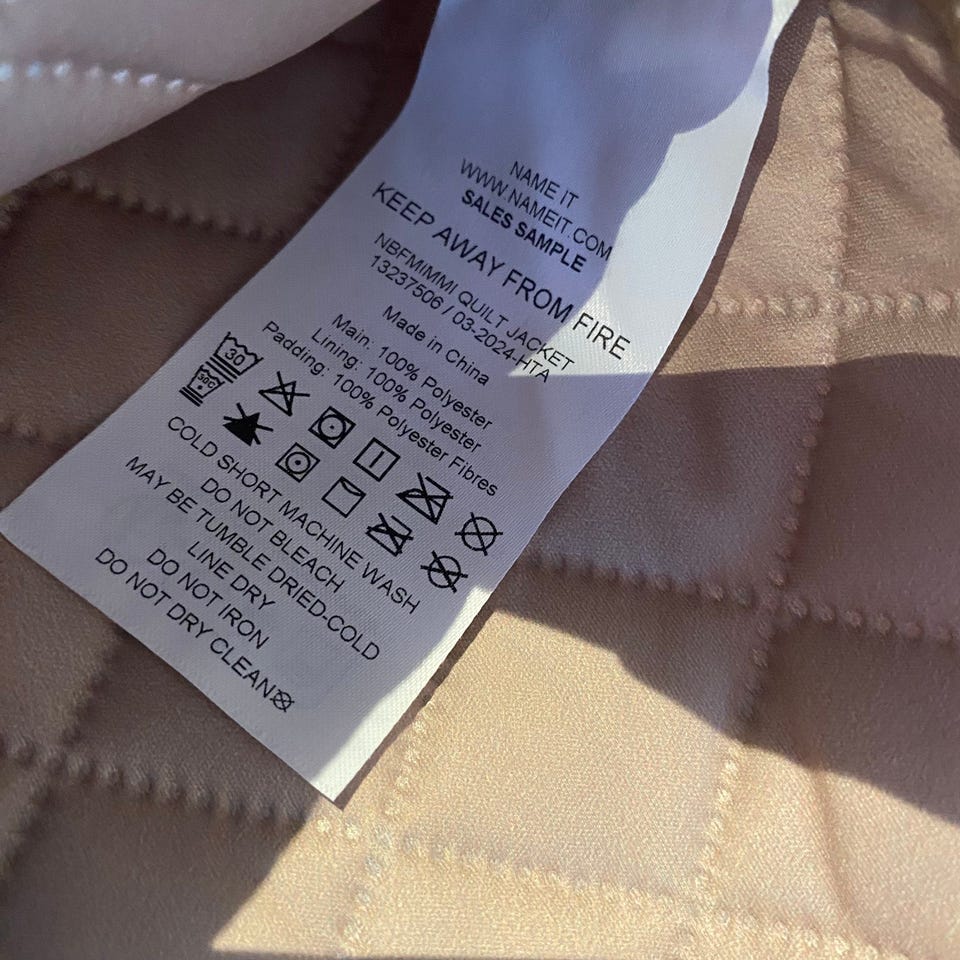 NAME IT
WWW.NAMEIT.COM
SALES SAMPLE
KEEP AWAY FROM FIRE
NBFMIMMI QUILT JACKET
13237506 / 03-2024-HTA
Made in China
Main: 100% Polyester
Lining: 100% Polyester
Padding: 100% Polyester Fibres
30
30C
COLD SHORT MACHINE WASH
DO NOT BLEACH
MAY BE TUMBLE DRIED-COLD
LINE DRY
DO NOT IRON
DO NOT DRY CLEAN